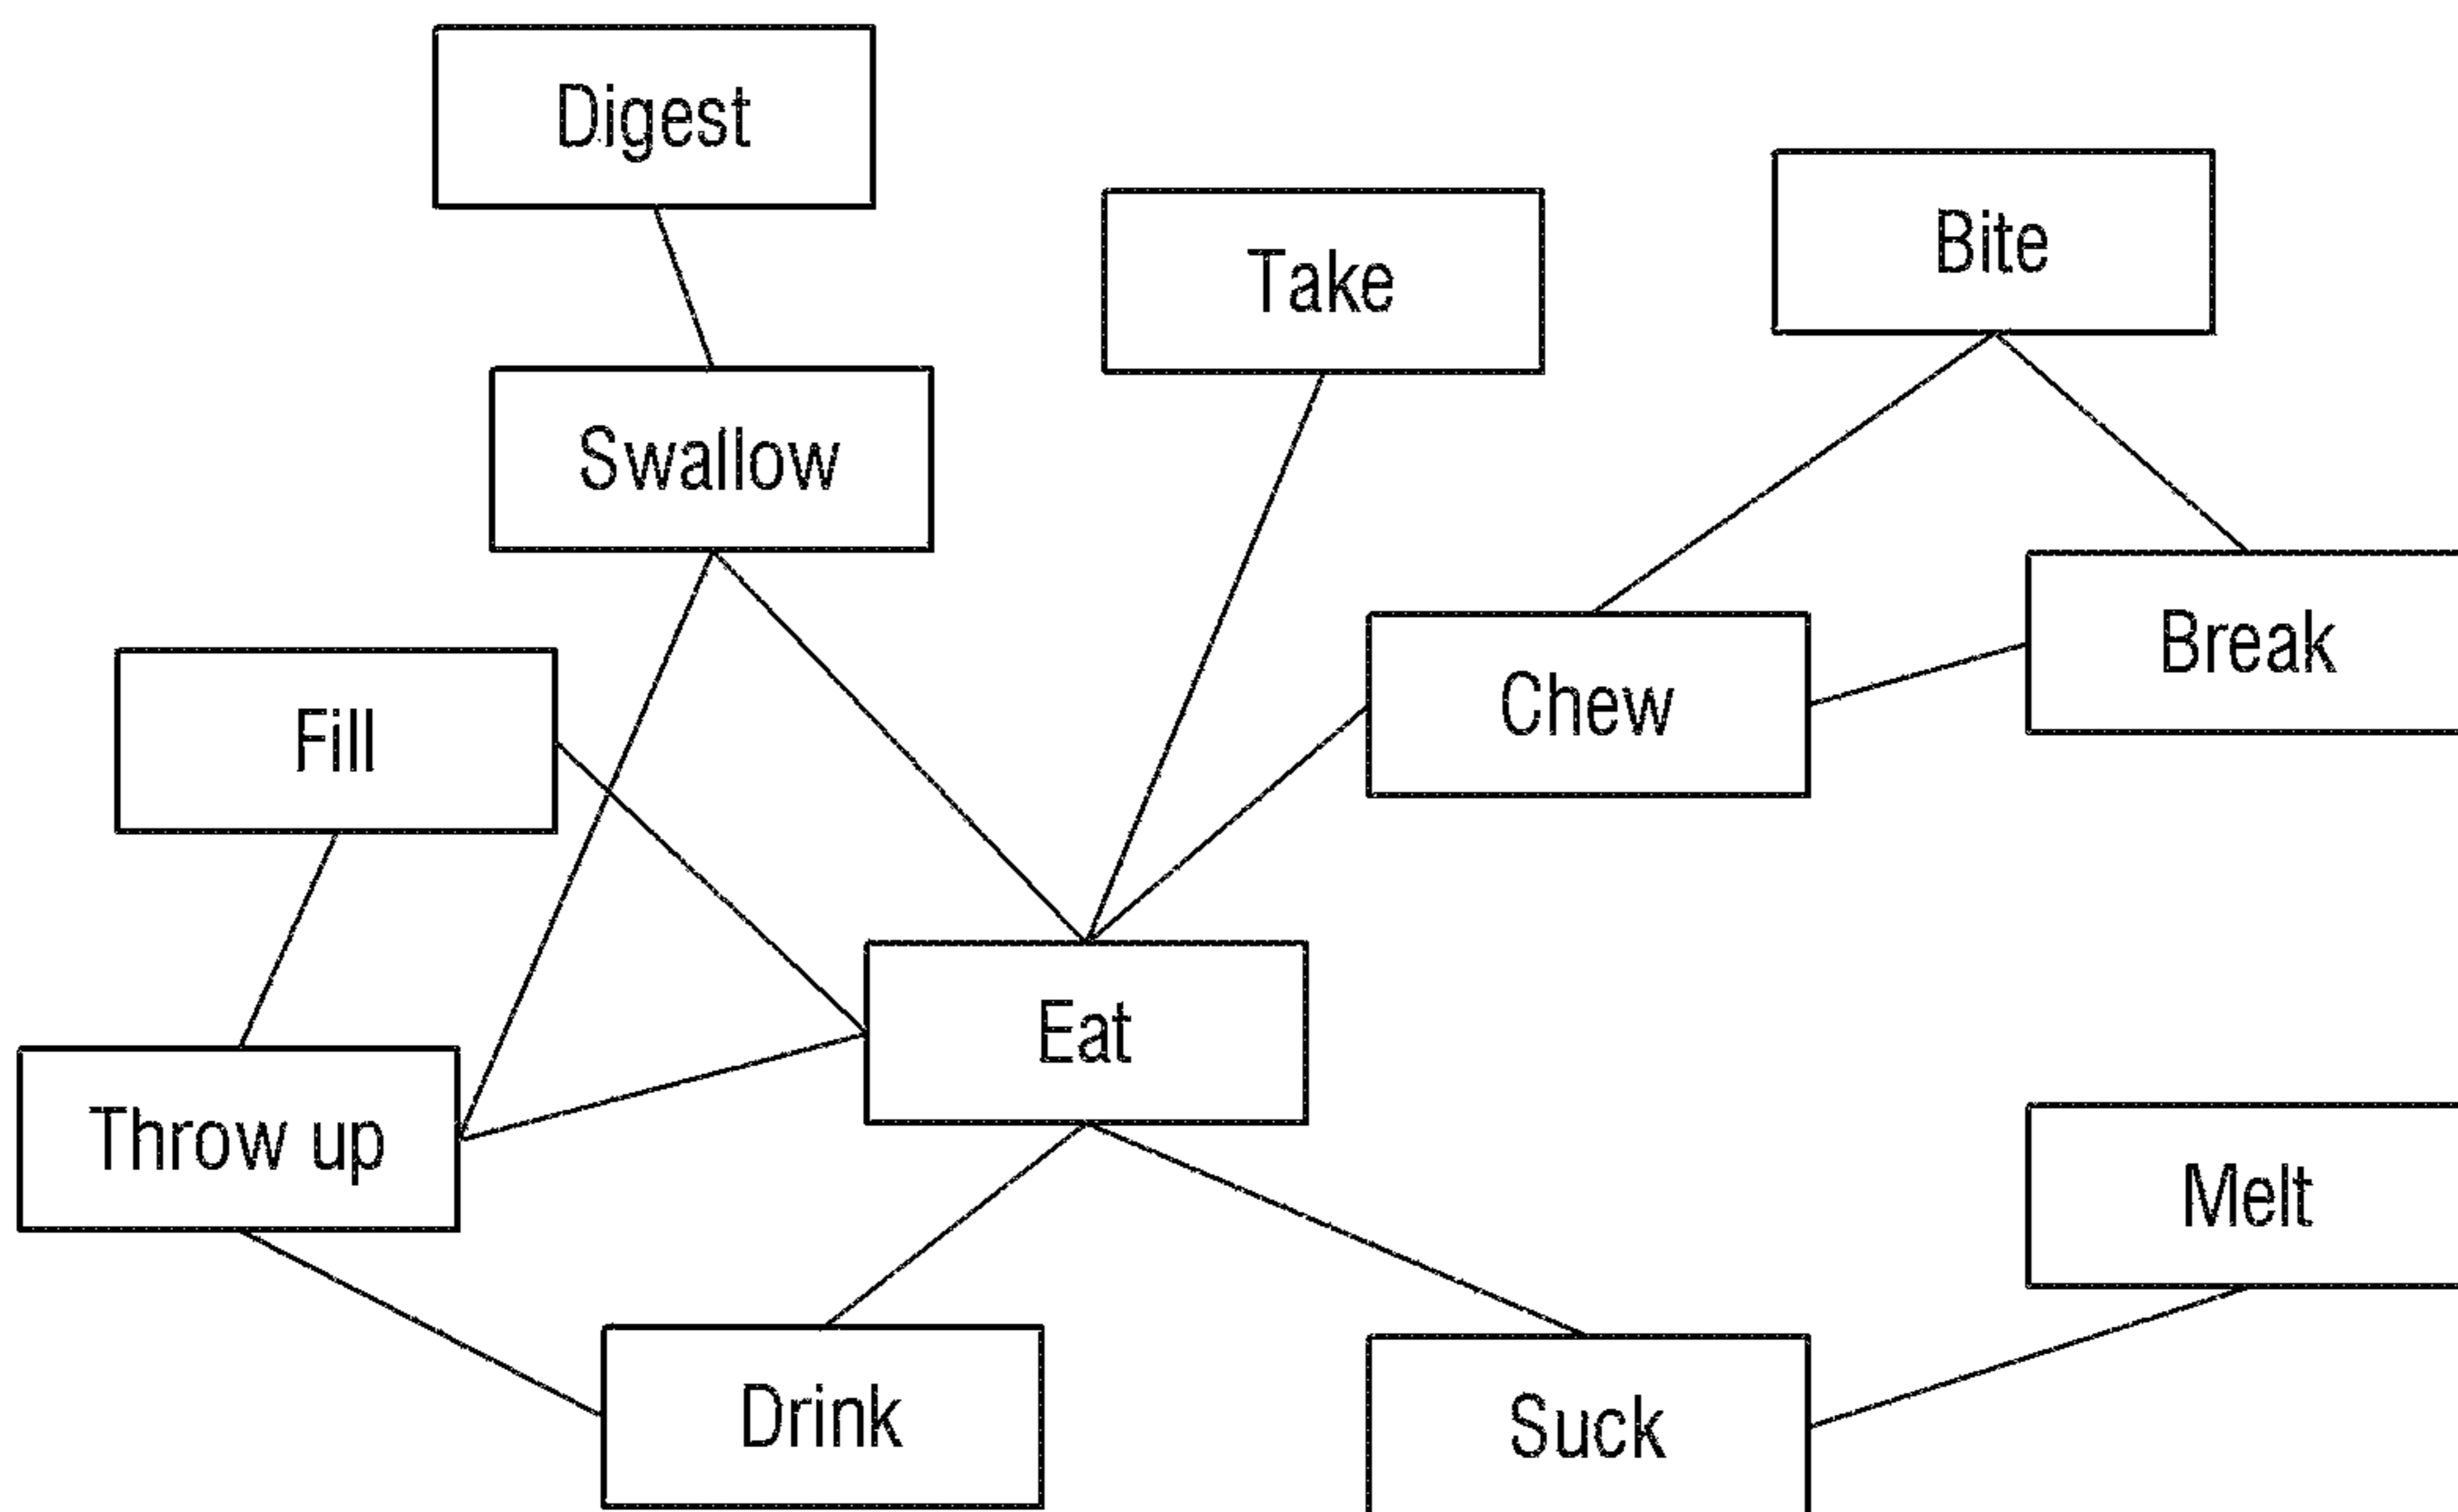 Digest
Bite
Take
Swallow
Break
Chew
Fill
Eat
Throw up
Melt
Drink
Suck